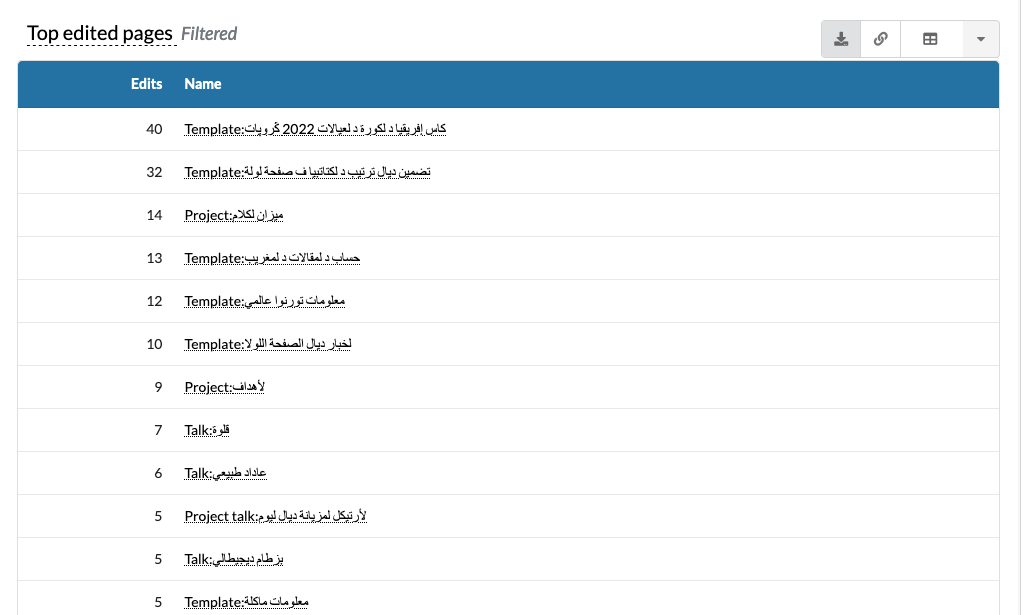 Top edited pages Filtered
Edits Name
40 Template:كاس إفريقيا د لكورة د لعيالات 2022 گروپات
32 Template:تضمين ديال ترتيب د لكتاتبيا ف صفحة لولة
14 Project:ميزان لكلام
13 Template:حساب د لمقالات د لمغريب
12 Template:معلومات تورنوا عالمي
10 Template:لخبار ديال الصفحة اللولا
9 Project:لأهداف
7 Talk:قلوة
6 Talk:عاداد طبيعي
5 Project talk:لأرتيكل لمزيانة ديال ليوم
5 Talk:بزطام ديجيطالي
5 Template:معلومات ماكلة